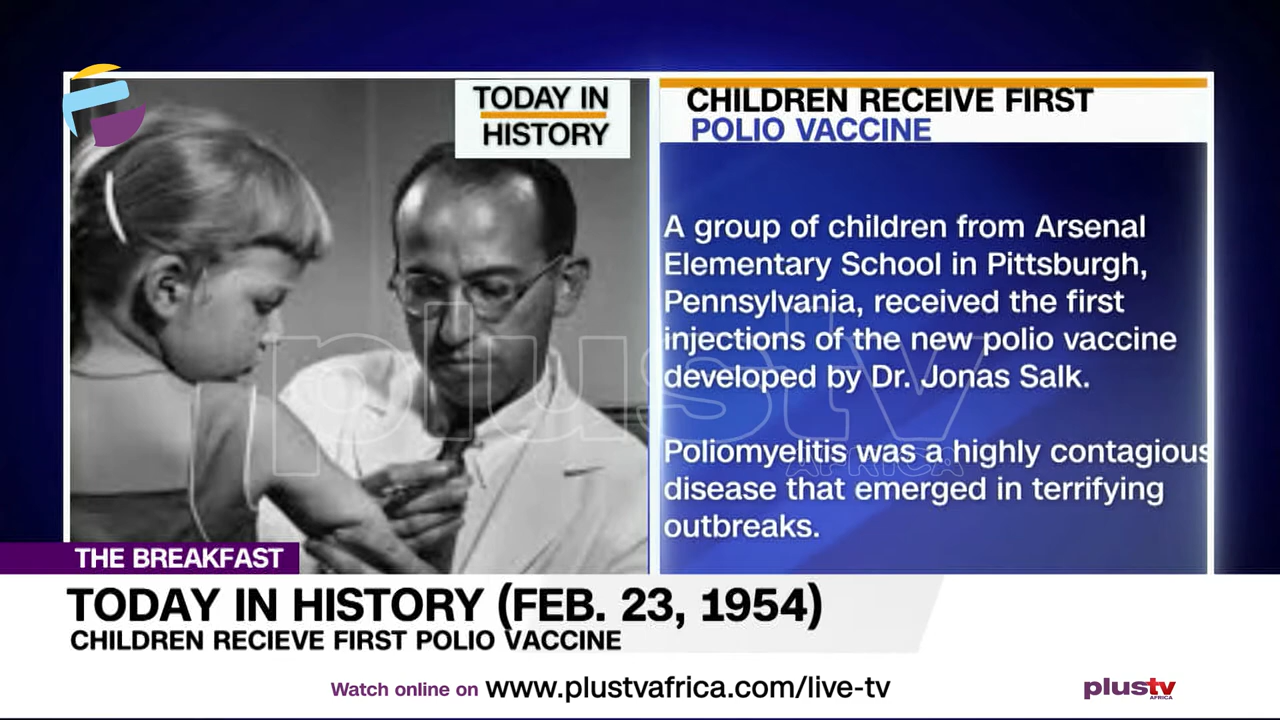 TODAY IN
HISTORY
CHILDREN RECEIVE FIRST
POLIO VACCINE
A group of children from Arsenal
Elementary School in Pittsburgh,
Pennsylvania, received the first
injections of the new polio vaccine
developed by Dr. Jonas Salk.
Poliomyelitis was a highly contagious
disease that emerged in terrifying
outbreaks.
plustv
AFRICA
THE BREAKFAST
TODAY IN HISTORY (FEB. 23, 1954)
CHILDREN RECIEVE FIRST POLIO VACCINE
Watch online on www.plustvafrica.com/live-tv
plustv
AFRICA